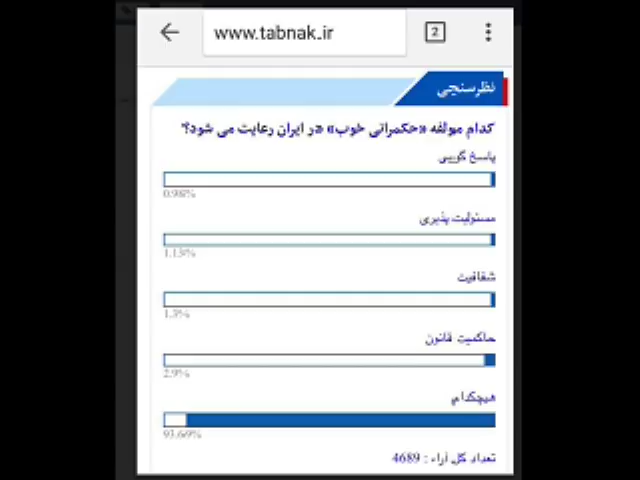 www.tabnak.ir
2
نظرسنجی
کدام مولفه «حکمرانی خوب» در ایران رعایت می شود؟
پاسخ گویی
0.98%
مسئولیت پذیری
1.13%
شفافیت
1.3%
حاکمیت قانون
2.9%
هیچکدام
93.69%
تعداد کل آراء : 4689